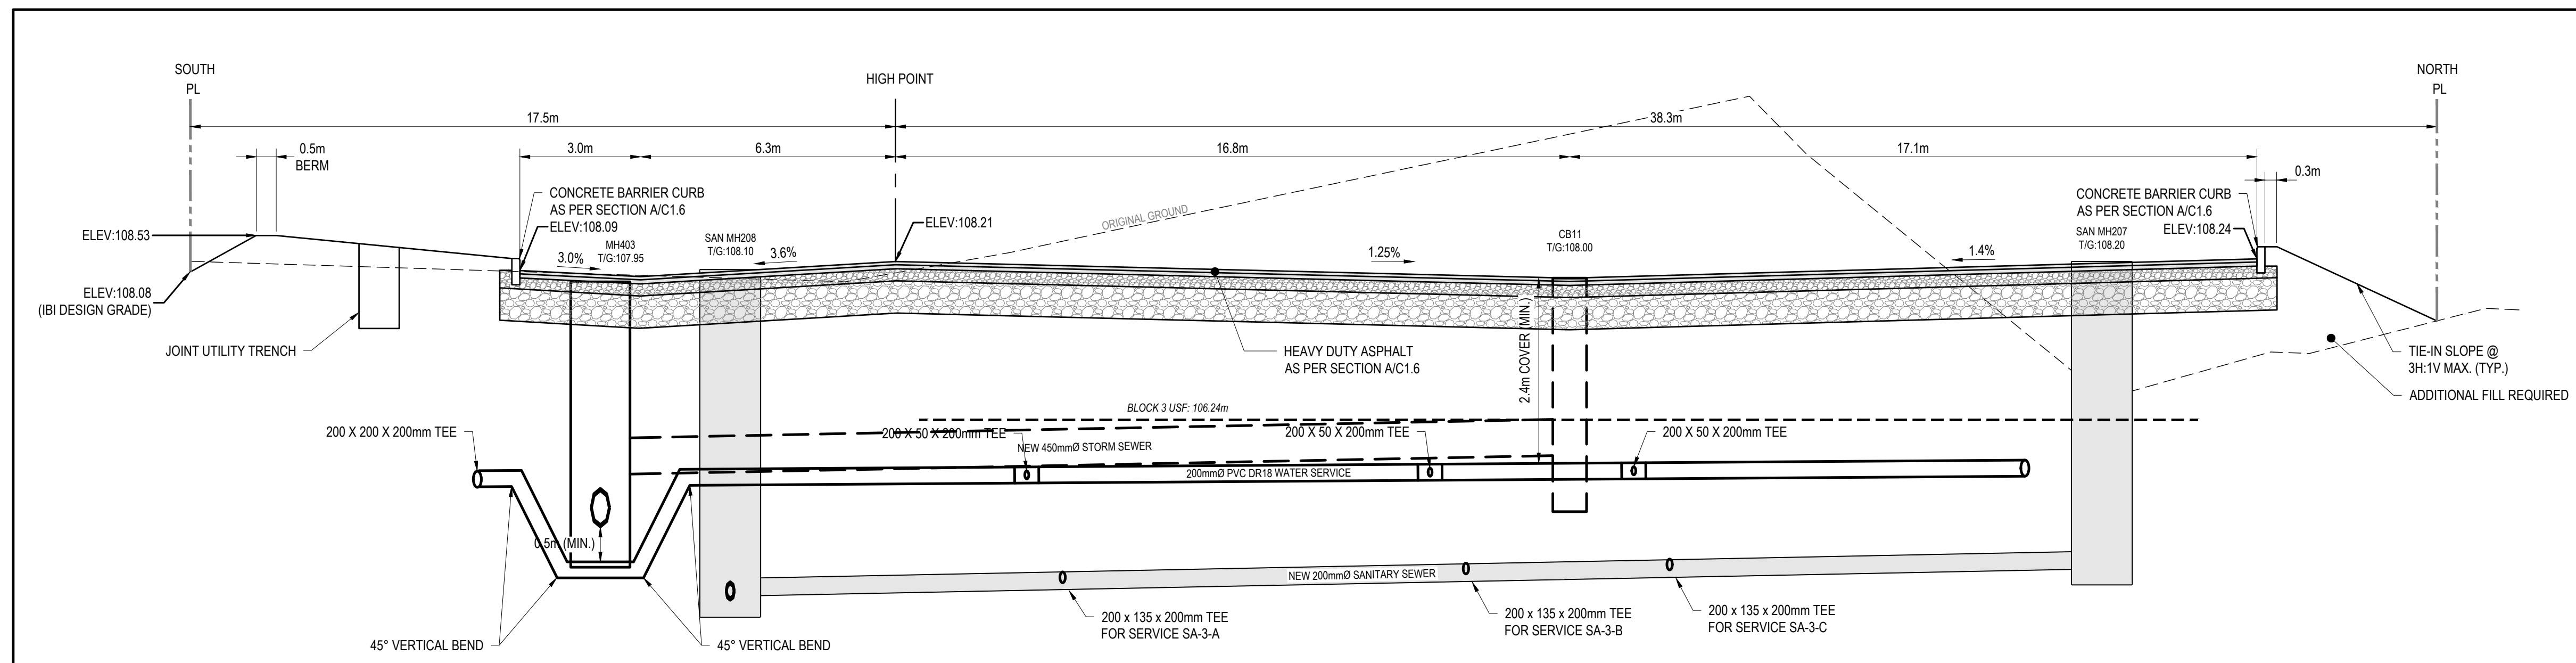 SOUTH
PL
HIGH POINT
NORTH
PL
17.5m
38.3m
0.5m
BERM
3.0m
6.3m
16.8m
17.1m
0.3m
CONCRETE BARRIER CURB
AS PER SECTION A/C1.6
ELEV:108.09
CONCRETE BARRIER CURB
AS PER SECTION A/C1.6
ELEV:108.24
ORIGINAL GROUND
ELEV:108.53
ELEV:108.21
MH403
T/G:107.95
SAN MH208
T/G:108.10
CB11
T/G:108.00
SAN MH207
T/G:108.20
3.0%
3.6%
1.25%
1.4%
ELEV:108.08
(IBI DESIGN GRADE)
JOINT UTILITY TRENCH
HEAVY DUTY ASPHALT
AS PER SECTION A/C1.6
2.4m COVER (MIN.)
TIE-IN SLOPE @
3H:1V MAX. (TYP.)
ADDITIONAL FILL REQUIRED
BLOCK 3 USF: 106.24m
200 X 200 X 200mm TEE
200 X 50 X 200mm TEE
200 X 50 X 200mm TEE
200 X 50 X 200mm TEE
NEW 450mmØ STORM SEWER
200mmØ PVC DR18 WATER SERVICE
0.5m (MIN.)
NEW 200mmØ SANITARY SEWER
200 x 135 x 200mm TEE
FOR SERVICE SA-3-A
200 x 135 x 200mm TEE
FOR SERVICE SA-3-B
200 x 135 x 200mm TEE
FOR SERVICE SA-3-C
45° VERTICAL BEND
45° VERTICAL BEND